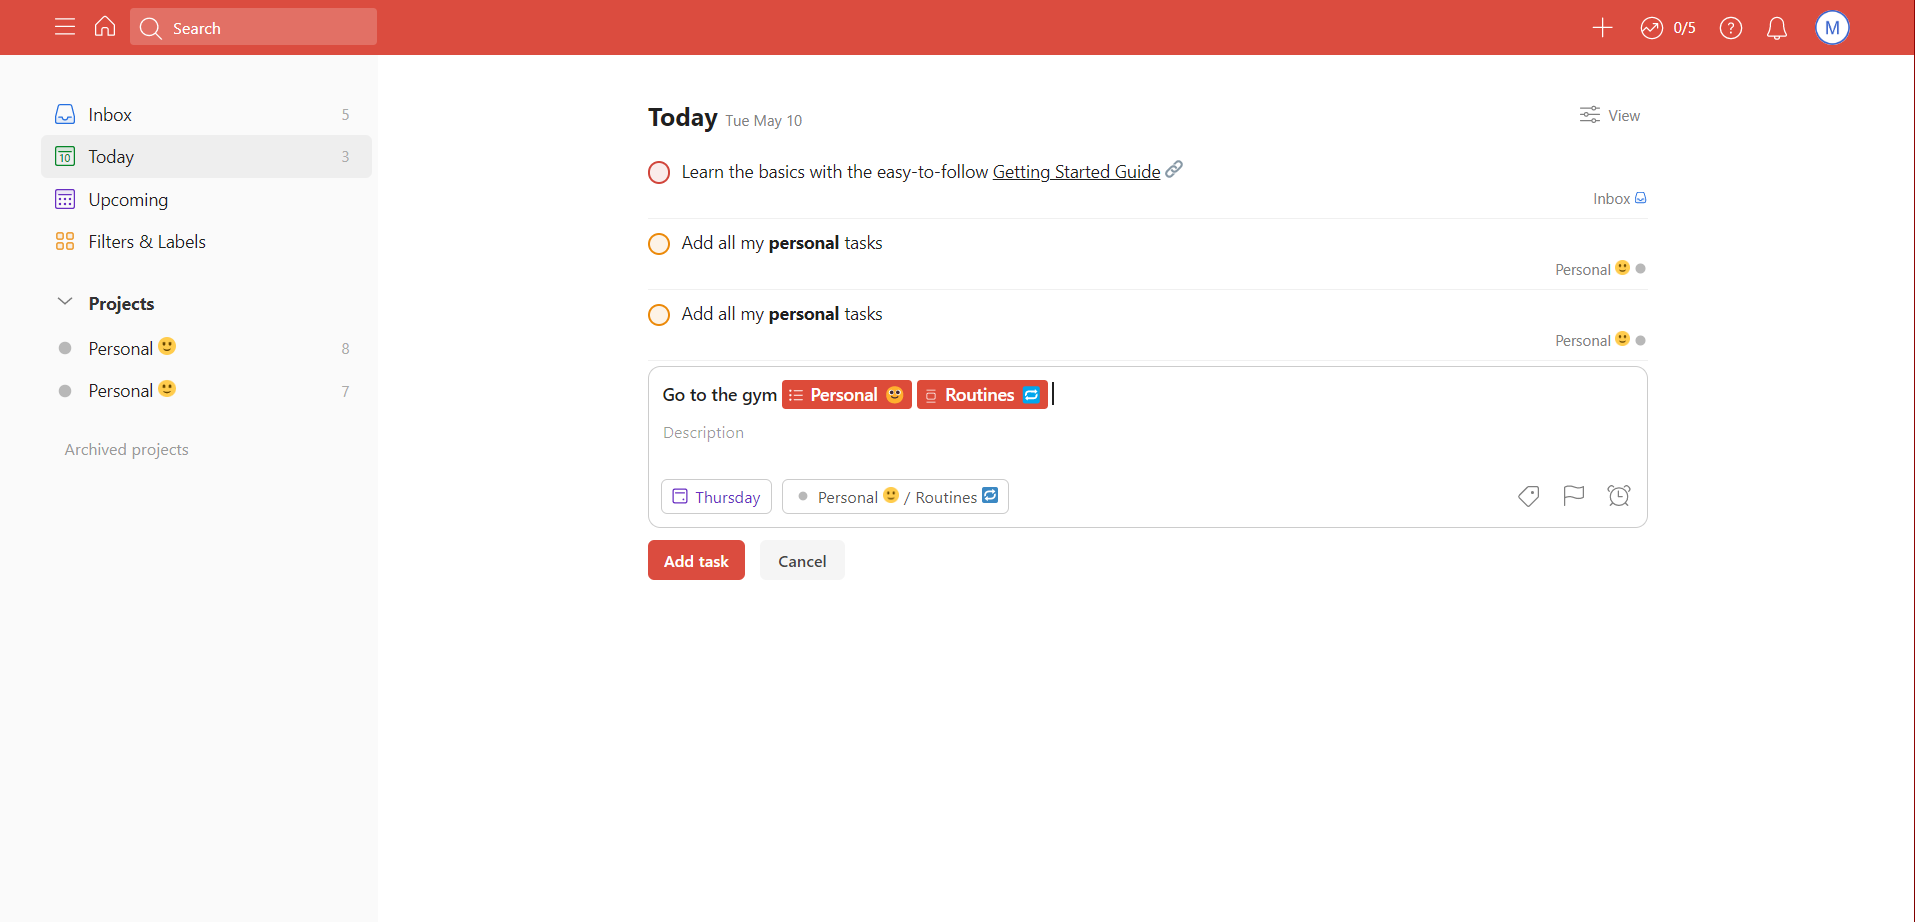 Search
0/5
M
Inbox 5
10 Today 3
Upcoming
Filters & Labels
Projects
Personal 🙂 8
Personal 🙂 7
Archived projects
Today Tue May 10
View
Learn the basics with the easy-to-follow Getting Started Guide
Inbox
Add all my personal tasks
Personal 🙂
Add all my personal tasks
Personal 🙂
Go to the gym Personal 🙂 Routines 🔁
Description
Thursday Personal 🙂 / Routines 🔁
Add task Cancel